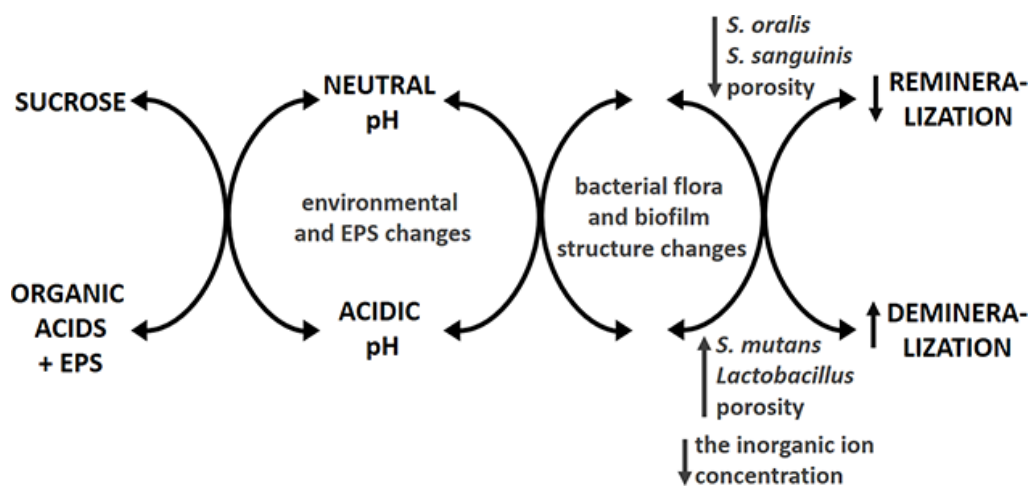 SUCROSE
ORGANIC
ACIDS
+ EPS
NEUTRAL
pH
environmental
and EPS changes
ACIDIC
pH
bacterial flora
and biofilm
structure changes
S. oralis
S. sanguinis
porosity
S. mutans
Lactobacillus
porosity
the inorganic ion
concentration
REMINERA-
LIZATION
DEMINERA-
LIZATION